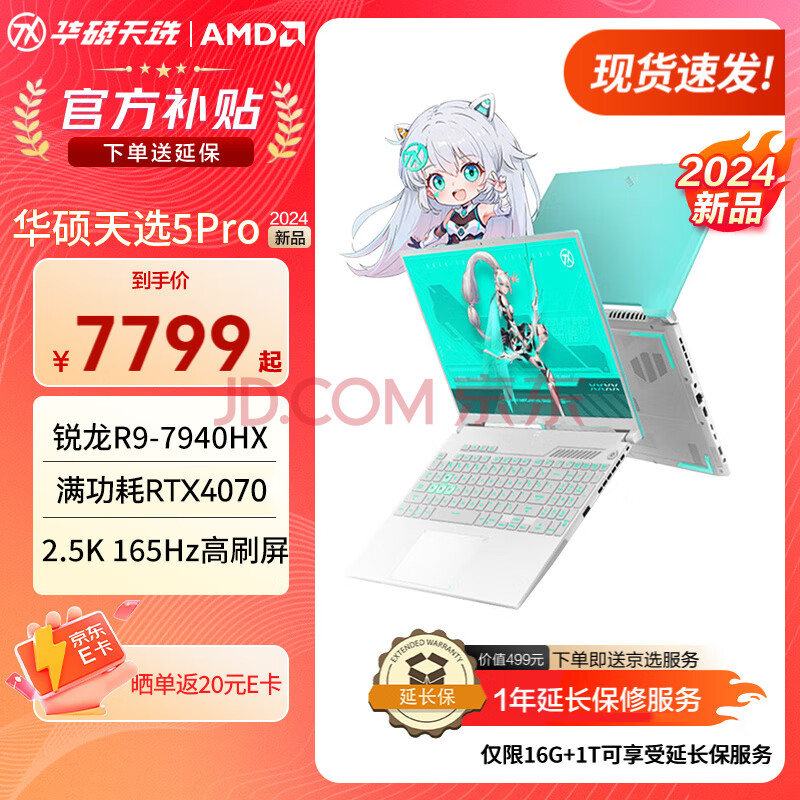 华硕天选 | AMD
官方补贴
下单送延保
华硕天选5Pro
2024
新品
到手价
¥7799起
锐龙R9-7940HX
满功耗RTX4070
2.5K 165Hz高刷屏
京东
E卡
晒单返20元E卡
现货速发!
2024
新品
JD.COM 京东
XXXX
EXTENDED WARRANTY
延长保
价值499元
下单即送京选服务
1年延长保修服务
仅限16G+1T可享受延长保服务